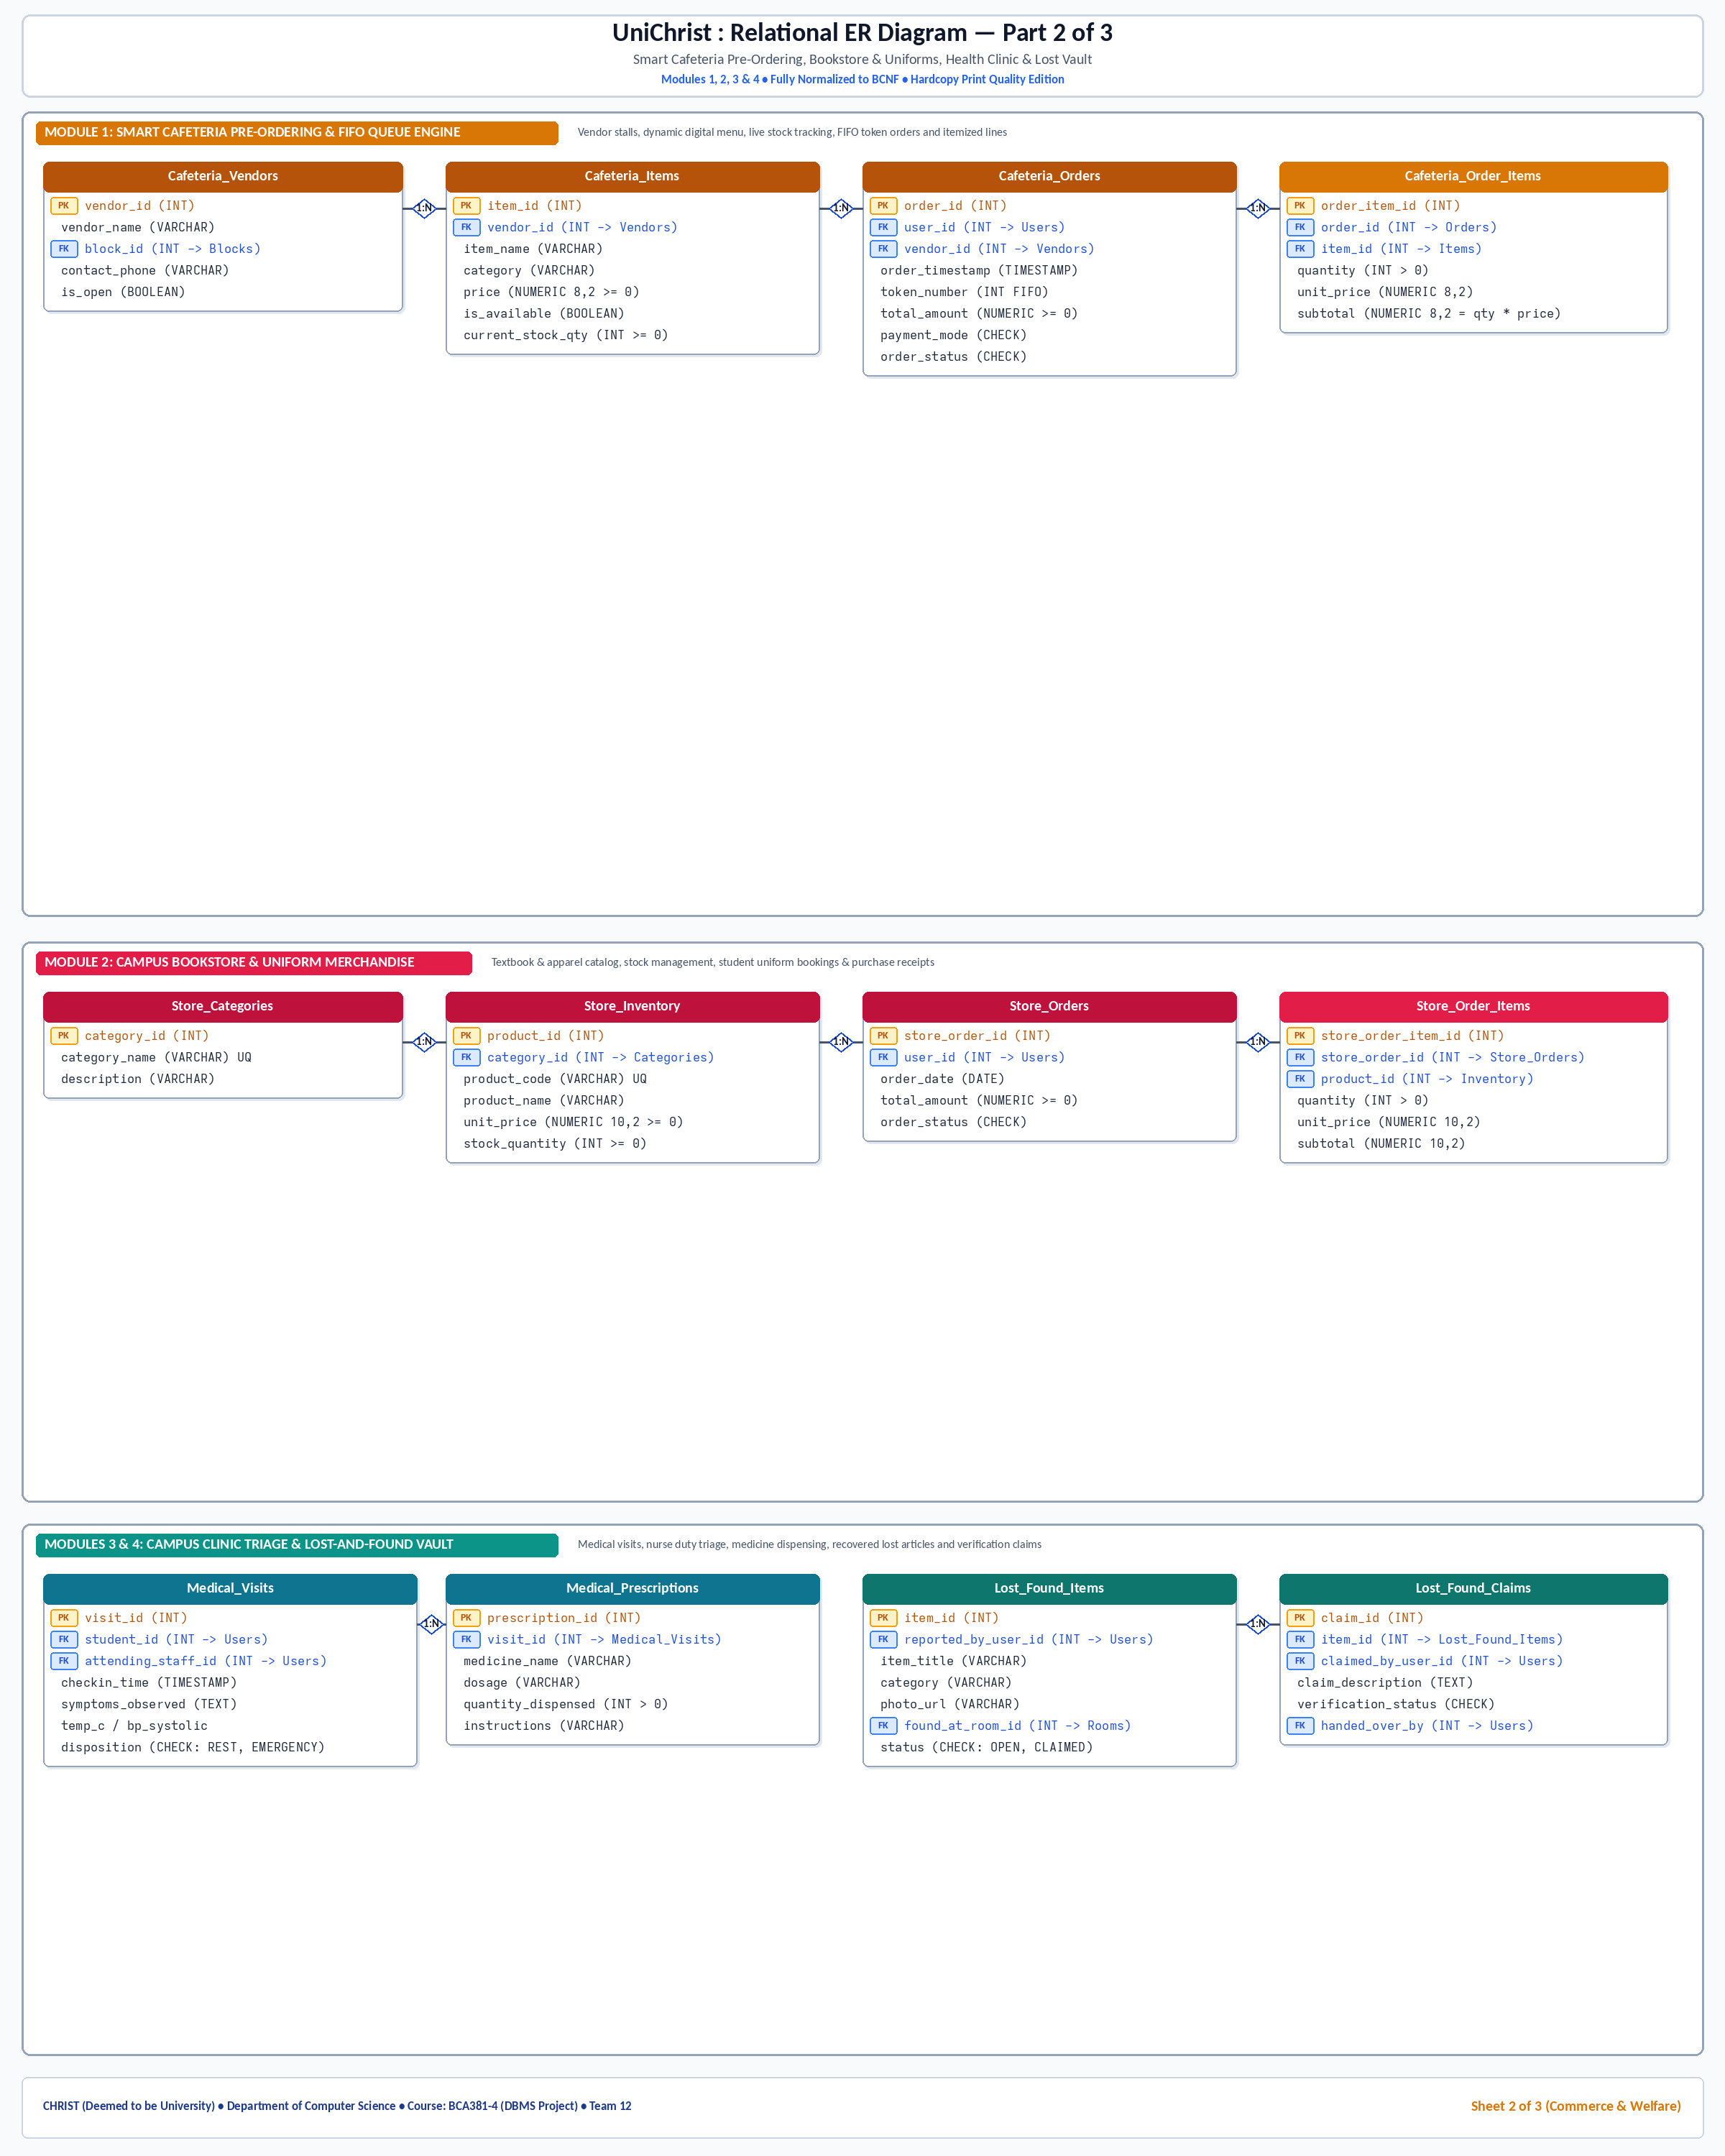 UniChrist : Relational ER Diagram — Part 2 of 3
Smart Cafeteria Pre-Ordering, Bookstore & Uniforms, Health Clinic & Lost Vault
Modules 1, 2, 3 & 4 • Fully Normalized to BCNF • Hardcopy Print Quality Edition
MODULE 1: SMART CAFETERIA PRE-ORDERING & FIFO QUEUE ENGINE
Vendor stalls, dynamic digital menu, live stock tracking, FIFO token orders and itemized lines
Cafeteria_Vendors
PK vendor_id (INT)
vendor_name (VARCHAR)
FK block_id (INT -> Blocks)
contact_phone (VARCHAR)
is_open (BOOLEAN)
1:N
Cafeteria_Items
PK item_id (INT)
FK vendor_id (INT -> Vendors)
item_name (VARCHAR)
category (VARCHAR)
price (NUMERIC 8,2 >= 0)
is_available (BOOLEAN)
current_stock_qty (INT >= 0)
1:N
Cafeteria_Orders
PK order_id (INT)
FK user_id (INT -> Users)
FK vendor_id (INT -> Vendors)
order_timestamp (TIMESTAMP)
token_number (INT FIFO)
total_amount (NUMERIC >= 0)
payment_mode (CHECK)
order_status (CHECK)
1:N
Cafeteria_Order_Items
PK order_item_id (INT)
FK order_id (INT -> Orders)
FK item_id (INT -> Items)
quantity (INT > 0)
unit_price (NUMERIC 8,2)
subtotal (NUMERIC 8,2 = qty * price)
MODULE 2: CAMPUS BOOKSTORE & UNIFORM MERCHANDISE
Textbook & apparel catalog, stock management, student uniform bookings & purchase receipts
Store_Categories
PK category_id (INT)
category_name (VARCHAR) UQ
description (VARCHAR)
1:N
Store_Inventory
PK product_id (INT)
FK category_id (INT -> Categories)
product_code (VARCHAR) UQ
product_name (VARCHAR)
unit_price (NUMERIC 10,2 >= 0)
stock_quantity (INT >= 0)
1:N
Store_Orders
PK store_order_id (INT)
FK user_id (INT -> Users)
order_date (DATE)
total_amount (NUMERIC >= 0)
order_status (CHECK)
1:N
Store_Order_Items
PK store_order_item_id (INT)
FK store_order_id (INT -> Store_Orders)
FK product_id (INT -> Inventory)
quantity (INT > 0)
unit_price (NUMERIC 10,2)
subtotal (NUMERIC 10,2)
MODULES 3 & 4: CAMPUS CLINIC TRIAGE & LOST-AND-FOUND VAULT
Medical visits, nurse duty triage, medicine dispensing, recovered lost articles and verification claims
Medical_Visits
PK visit_id (INT)
FK student_id (INT -> Users)
FK attending_staff_id (INT -> Users)
checkin_time (TIMESTAMP)
symptoms_observed (TEXT)
temp_c / bp_systolic
disposition (CHECK: REST, EMERGENCY)
1:N
Medical_Prescriptions
PK prescription_id (INT)
FK visit_id (INT -> Medical_Visits)
medicine_name (VARCHAR)
dosage (VARCHAR)
quantity_dispensed (INT > 0)
instructions (VARCHAR)
Lost_Found_Items
PK item_id (INT)
FK reported_by_user_id (INT -> Users)
item_title (VARCHAR)
category (VARCHAR)
photo_url (VARCHAR)
FK found_at_room_id (INT -> Rooms)
status (CHECK: OPEN, CLAIMED)
1:N
Lost_Found_Claims
PK claim_id (INT)
FK item_id (INT -> Lost_Found_Items)
FK claimed_by_user_id (INT -> Users)
claim_description (TEXT)
verification_status (CHECK)
FK handed_over_by (INT -> Users)
CHRIST (Deemed to be University) • Department of Computer Science • Course: BCA381-4 (DBMS Project) • Team 12
Sheet 2 of 3 (Commerce & Welfare)